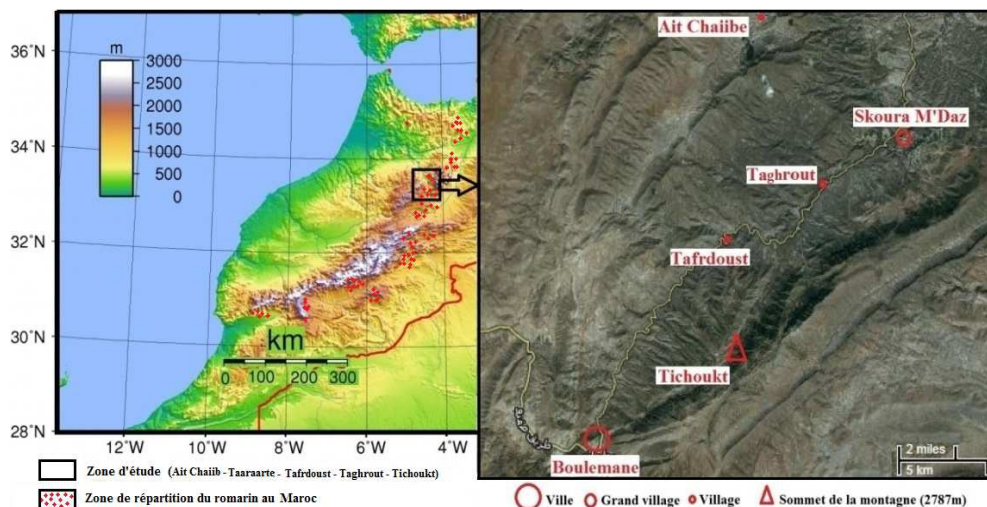 36°N
34°N
32°N
30°N
28°N
12°W
10°W
8°W
6°W
4°W
m
3000
2500
2000
1500
1000
500
0
km
0 100 200 300
Zone d'étude (Ait Chaiib - Taaraarte - Tafrdoust - Taghrout - Tichoukt)
Zone de répartition du romarin au Maroc
Ait Chaiibe
Skoura M'Daz
Taghrout
Tafrdoust
Tichoukt
Boulemane
2 miles
5 km
Ville Grand village Village Sommet de la montagne (2787m)